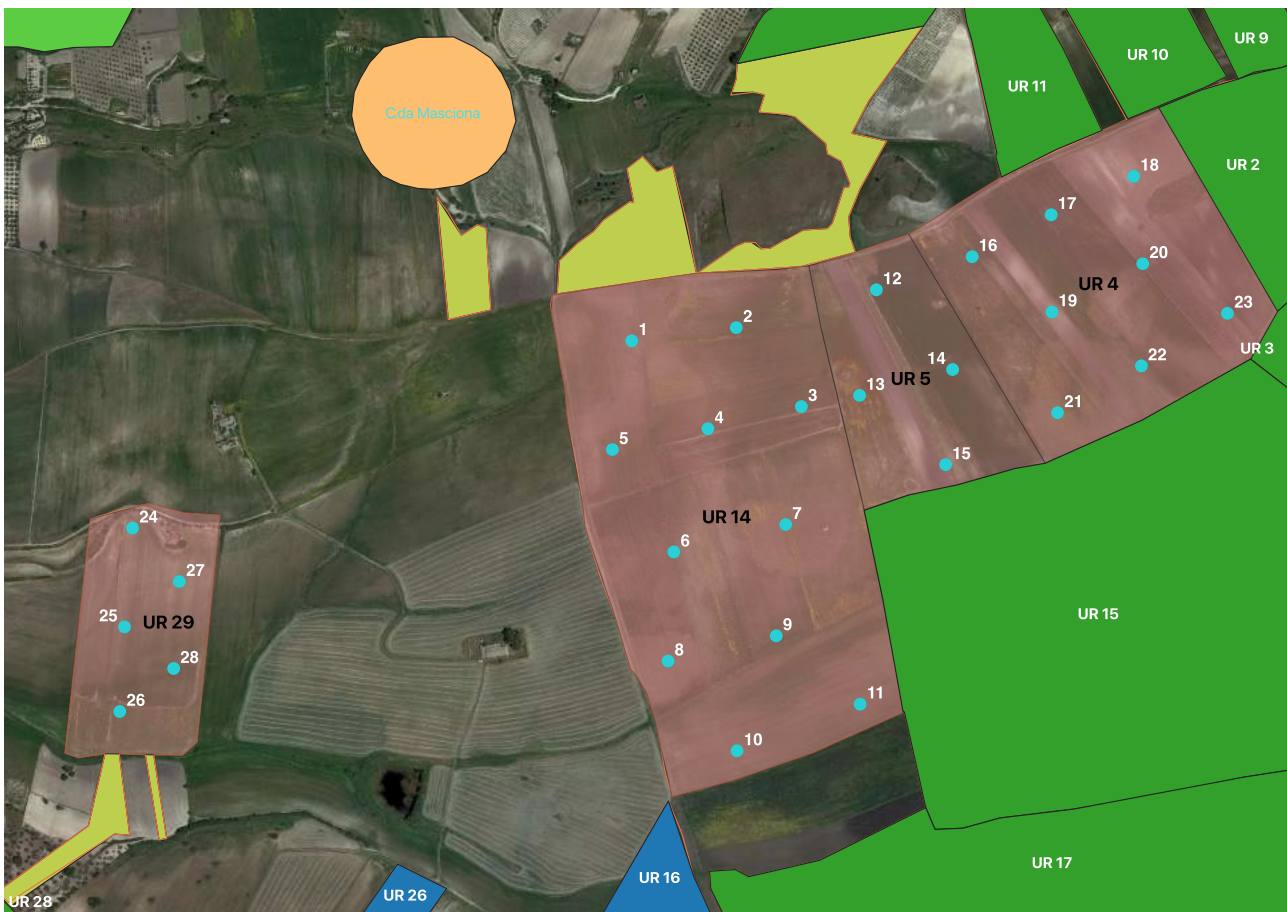 UR 9
UR 10
UR 11
C.da Masciona
UR 2
18
17
16
20
UR 4
12
23
19
2
1
UR 3
22
14
UR 5
13
3
21
4
5
15
UR 14
7
24
6
27
UR 15
25
UR 29
9
28
8
11
26
10
UR 17
UR 16
UR 26
UR 28